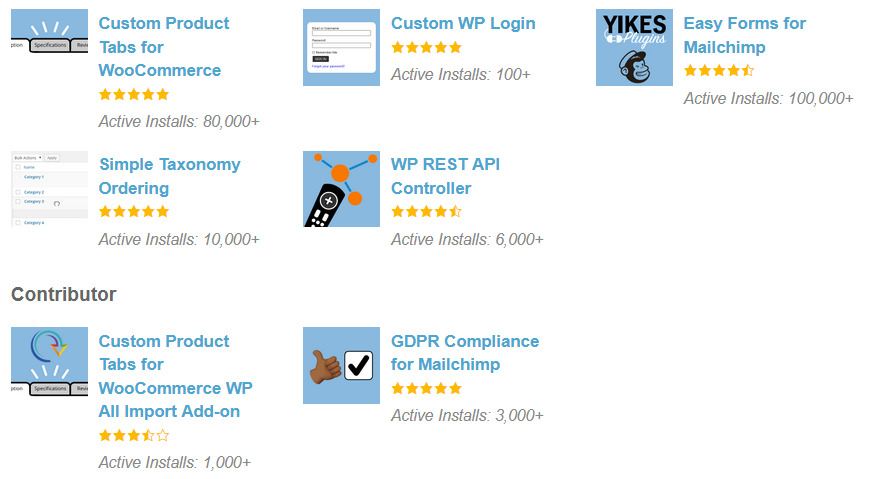 Custom Product
Tabs for
WooCommerce
Active Installs: 80,000+
ption
Specifications
Revie
Custom WP Login
Active Installs: 100+
Email or Username
Password
Remember Me
SIGN IN
Forgot your password?
Easy Forms for
Mailchimp
Active Installs: 100,000+
YIKES
Plugins
Simple Taxonomy
Ordering
Active Installs: 10,000+
Bulk Actions
Apply
Name
Category 1
Category 2
Category 3
Category 4
WP REST API
Controller
Active Installs: 6,000+
Contributor
Custom Product
Tabs for
WooCommerce WP
All Import Add-on
Active Installs: 1,000+
ption
Specifications
Revie
GDPR Compliance
for Mailchimp
Active Installs: 3,000+